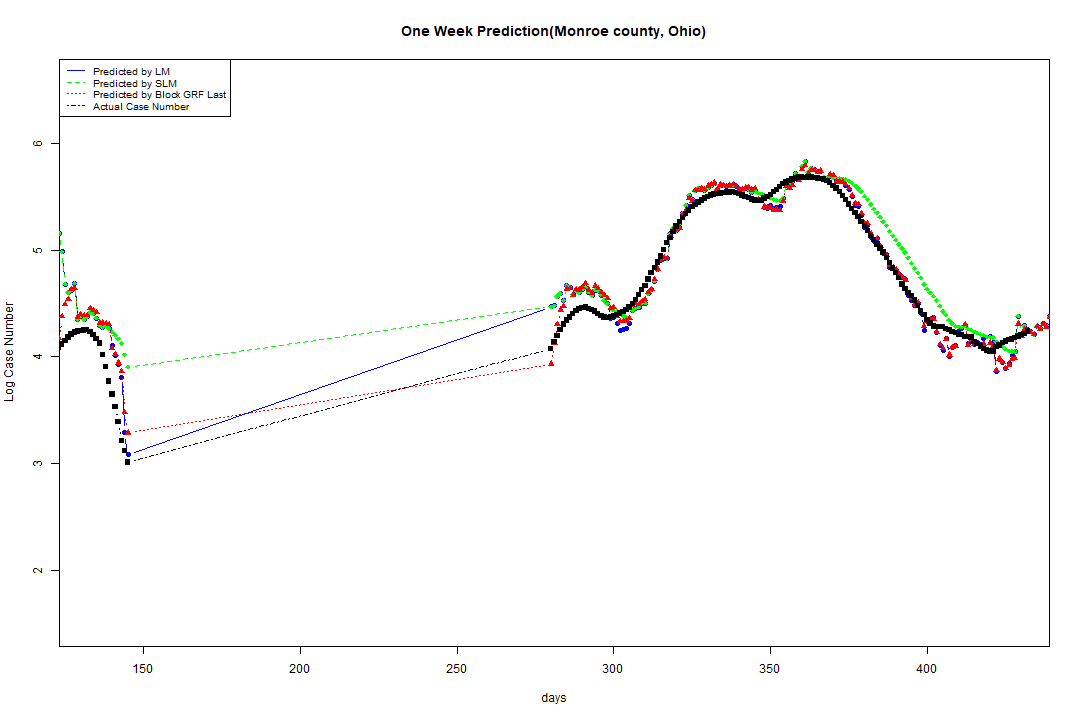 One Week Prediction(Monroe county, Ohio)
Predicted by LM
Predicted by SLM
Predicted by Block GRF Last
Actual Case Number
Log Case Number
6
5
4
3
2
150 200 250 300 350 400
days